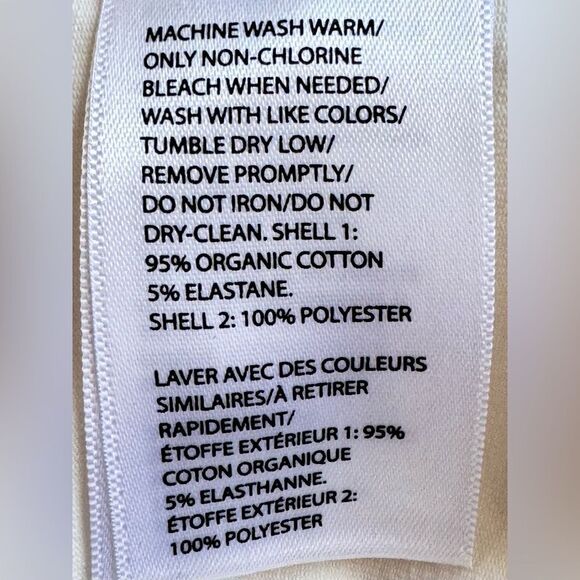 MACHINE WASH WARM/
ONLY NON-CHLORINE
BLEACH WHEN NEEDED/
WASH WITH LIKE COLORS/
TUMBLE DRY LOW/
REMOVE PROMPTLY/
DO NOT IRON/DO NOT
DRY-CLEAN. SHELL 1:
95% ORGANIC COTTON
5% ELASTANE.
SHELL 2: 100% POLYESTER
LAVER AVEC DES COULEURS
SIMILAIRES/À RETIRER
RAPIDEMENT/
ÉTOFFE EXTÉRIEUR 1: 95%
COTON ORGANIQUE
5% ELASTHANNE.
ÉTOFFE EXTÉRIEUR 2:
100% POLYESTER